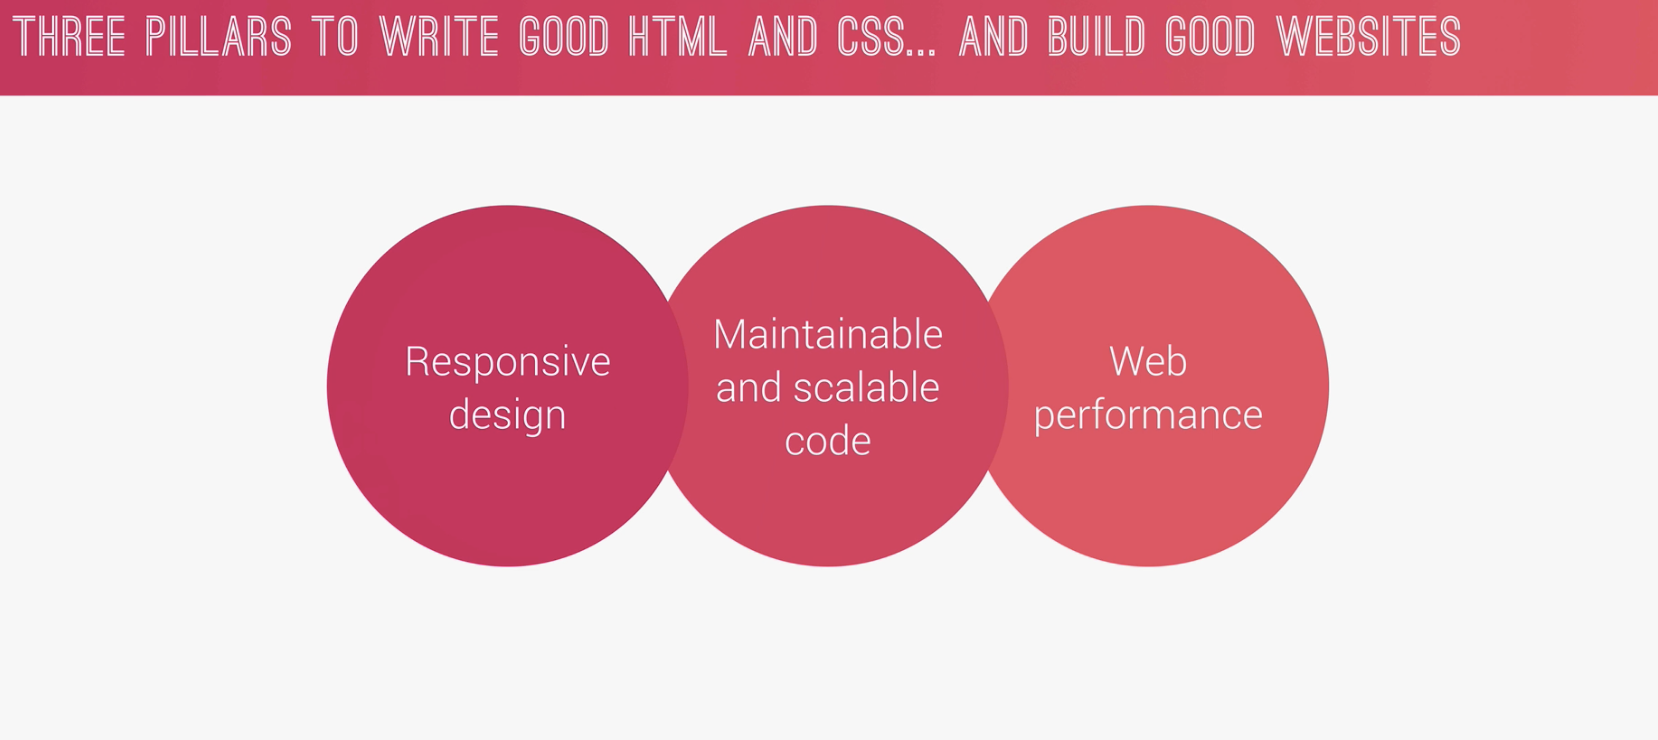 THREE PILLARS TO WRITE GOOD HTML AND CSS... AND BUILD GOOD WEBSITES
Responsive
design
Maintainable
and scalable
code
Web
performance